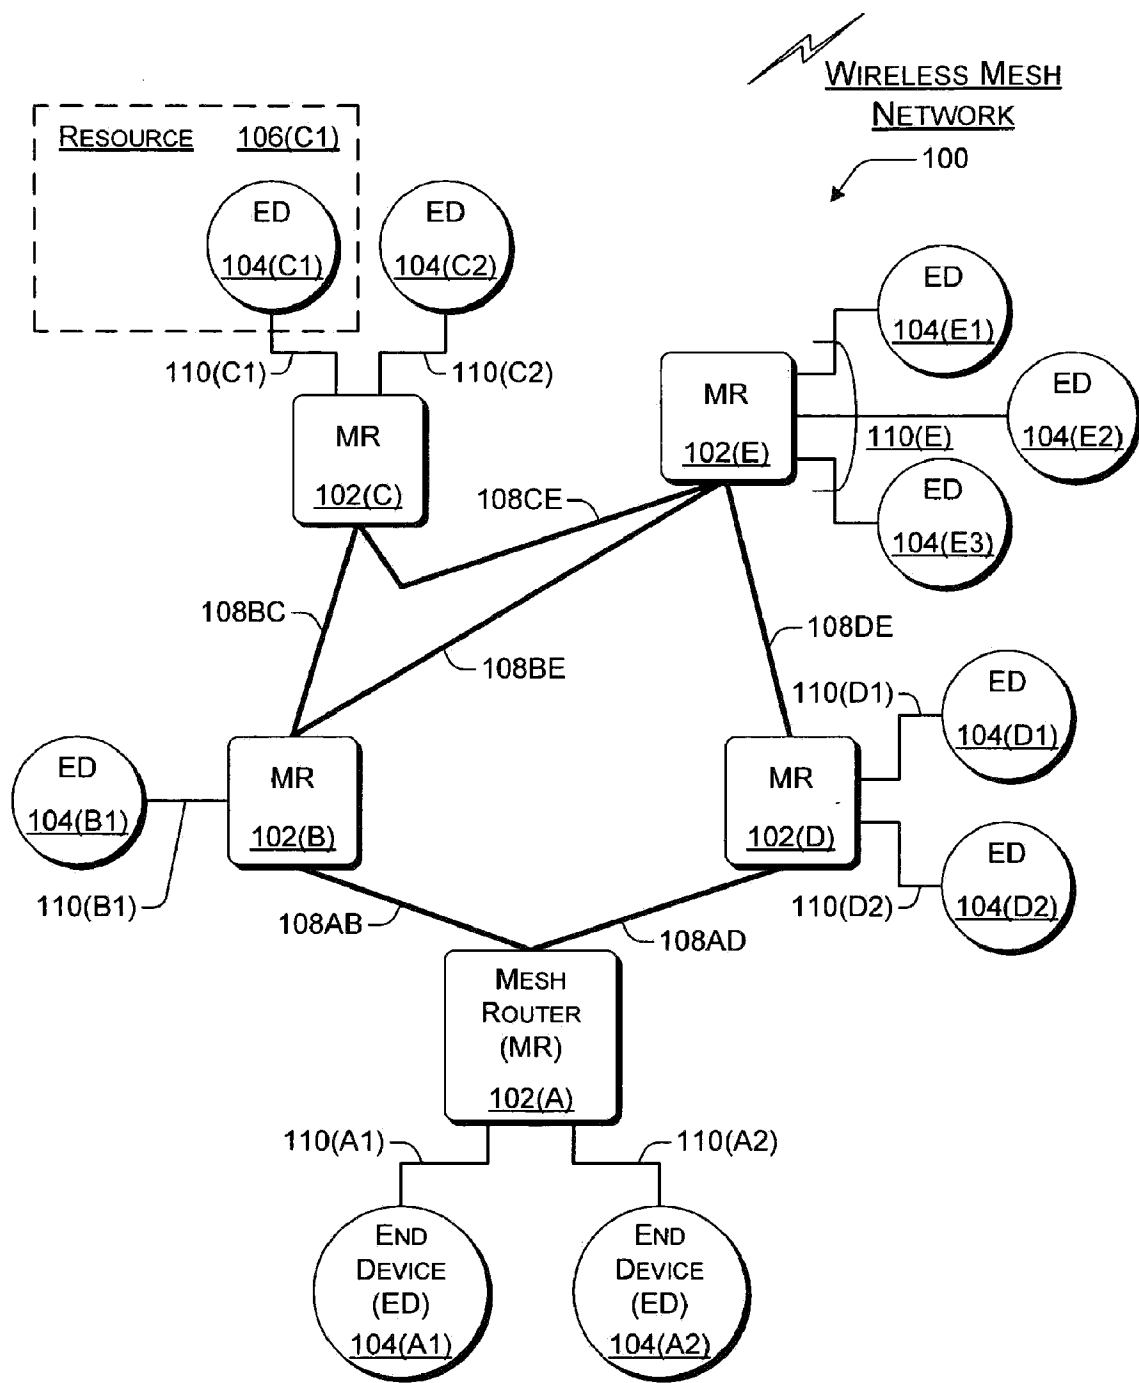 WIRELESS MESH
NETWORK
100
RESOURCE 106(C1)
ED
104(C1)
ED
104(C2)
110(C1)
110(C2)
MR
102(C)
MR
102(E)
ED
104(E1)
ED
104(E2)
110(E)
ED
104(E3)
108CE
108BC
108BE
108DE
110(D1)
ED
104(D1)
ED
104(B1)
MR
102(B)
MR
102(D)
ED
104(D2)
110(B1)
110(D2)
108AB
108AD
MESH
ROUTER
(MR)
102(A)
110(A1)
110(A2)
END
DEVICE
(ED)
104(A1)
END
DEVICE
(ED)
104(A2)